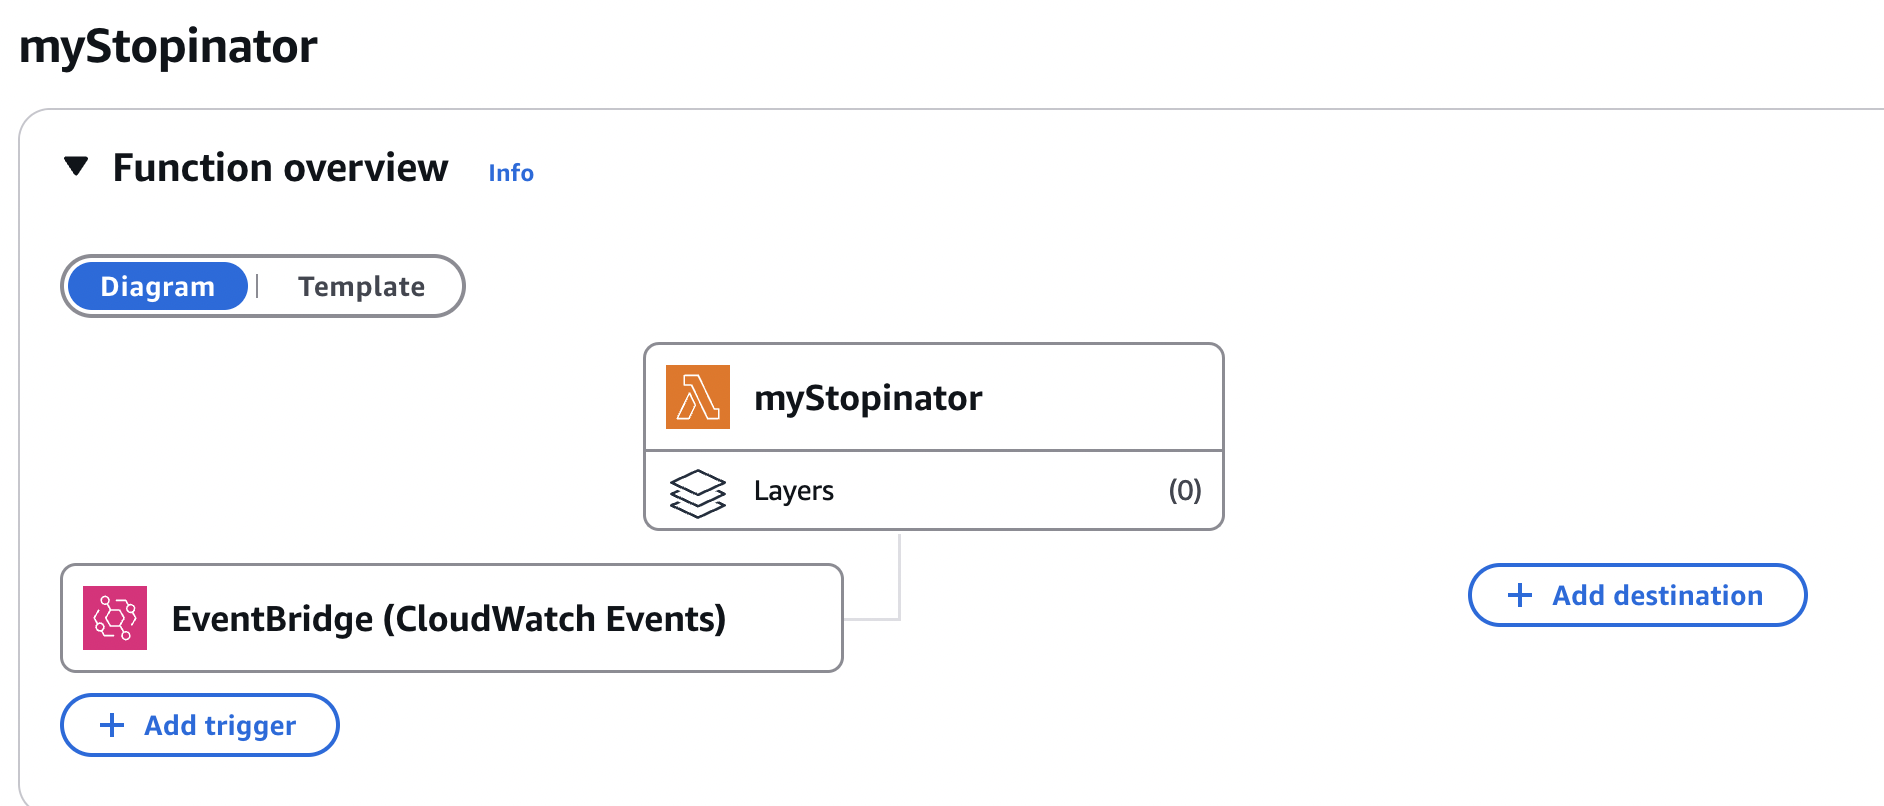 myStopinator
Function overview
Info
Diagram
Template
myStopinator
Layers
(0)
EventBridge (CloudWatch Events)
Add destination
Add trigger